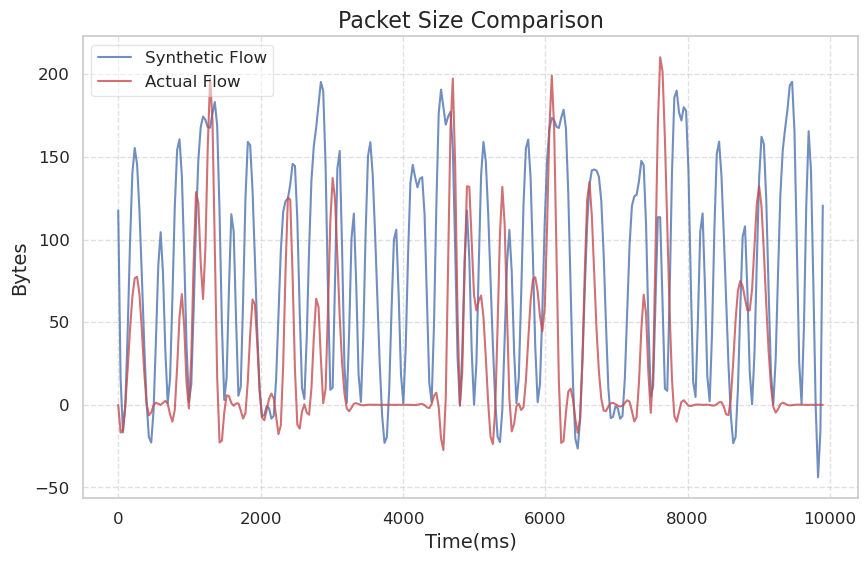 Packet Size Comparison
Synthetic Flow
Actual Flow
200
150
100
50
0
−50
Bytes
0 2000 4000 6000 8000 10000
Time(ms)